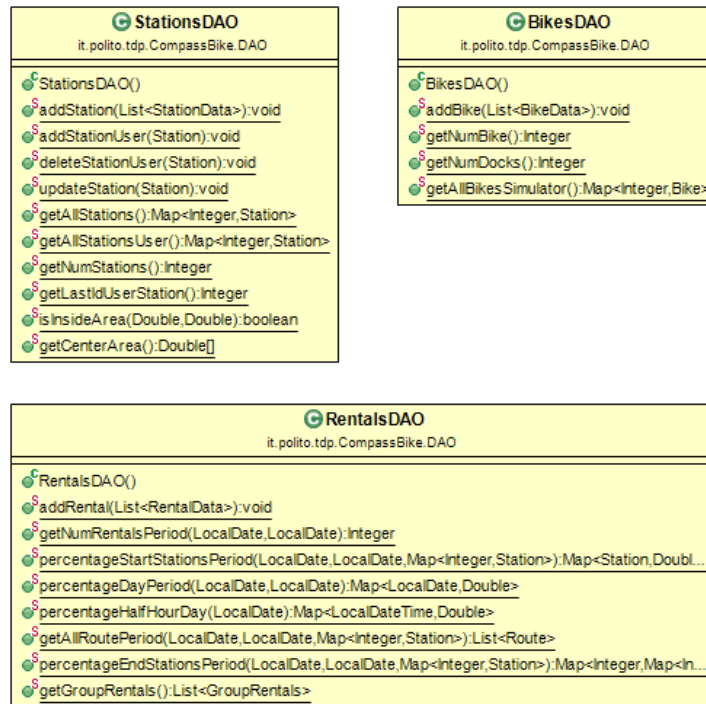 StationsDAO
it.polito.tdp.CompassBike.DAO
StationsDAO()
addStation(List<StationData>):void
addStationUser(Station):void
deleteStationUser(Station):void
updateStation(Station):void
getAllStations():Map<Integer,Station>
getAllStationsUser():Map<Integer,Station>
getNumStations():Integer
getLastIdUserStation():Integer
isInsideArea(Double,Double):boolean
getCenterArea():Double[]
BikesDAO
it.polito.tdp.CompassBike.DAO
BikesDAO()
addBike(List<BikeData>):void
getNumBike():Integer
getNumDocks():Integer
getAllBikesSimulator():Map<Integer,Bike>
RentalsDAO
it.polito.tdp.CompassBike.DAO
RentalsDAO()
addRental(List<RentalData>):void
getNumRentalsPeriod(LocalDate,LocalDate):Integer
percentageStartStationsPeriod(LocalDate,LocalDate,Map<Integer,Station>):Map<Station,Doubl...
percentageDayPeriod(LocalDate,LocalDate):Map<LocalDate,Double>
percentageHalfHourDay(LocalDate):Map<LocalDateTime,Double>
getAllRoutePeriod(LocalDate,LocalDate,Map<Integer,Station>):List<Route>
percentageEndStationsPeriod(LocalDate,LocalDate,Map<Integer,Station>):Map<Integer,Map<In...
getGroupRentals():List<GroupRentals>